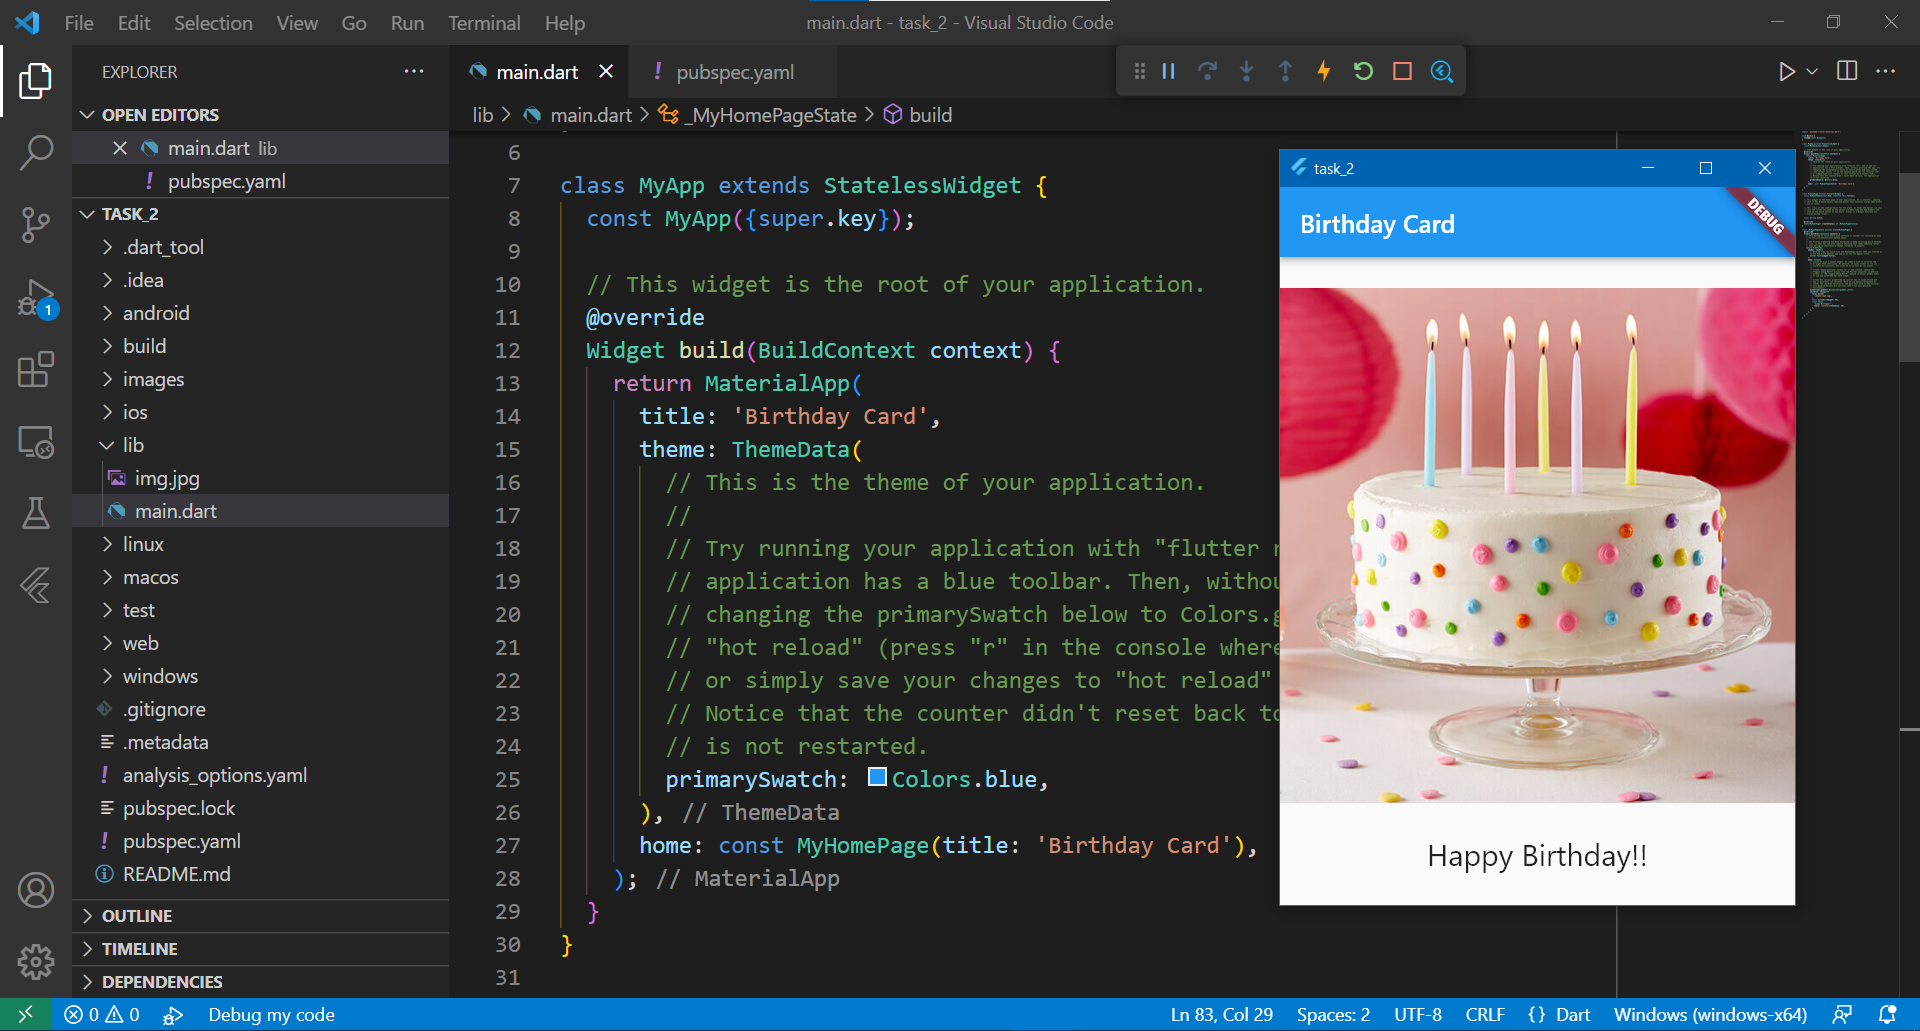 File Edit Selection View Go Run Terminal Help
main.dart - task_2 - Visual Studio Code
EXPLORER
OPEN EDITORS
main.dart lib
! pubspec.yaml
TASK_2
.dart_tool
.idea
android
build
images
ios
lib
img.jpg
main.dart
linux
macos
test
web
windows
.gitignore
.metadata
! analysis_options.yaml
pubspec.lock
! pubspec.yaml
README.md
OUTLINE
TIMELINE
DEPENDENCIES
1
main.dart
! pubspec.yaml
lib > main.dart > _MyHomePageState > build
6
7 class MyApp extends StatelessWidget {
8 const MyApp({super.key});
9
10 // This widget is the root of your application.
11 @override
12 Widget build(BuildContext context) {
13 return MaterialApp(
14 title: 'Birthday Card',
15 theme: ThemeData(
16 // This is the theme of your application.
17 //
18 // Try running your application with "flutter
19 // application has a blue toolbar. Then,
20 // changing the primarySwatch below to
21 // "hot reload" (press "r" in the console where
22 // or simply save your changes to "hot reload"
23 // Notice that the counter didn't reset back
24 // is not restarted.
25 primarySwatch: Colors.blue,
26 ), // ThemeData
27 home: const MyHomePage(title: 'Birthday Card'),
28 ); // MaterialApp
29 }
30 }
31
task_2
Birthday Card
DEBUG
Happy Birthday!!
0 0 Debug my code
Ln 83, Col 29 Spaces: 2 UTF-8 CRLF {} Dart Windows (windows-x64)